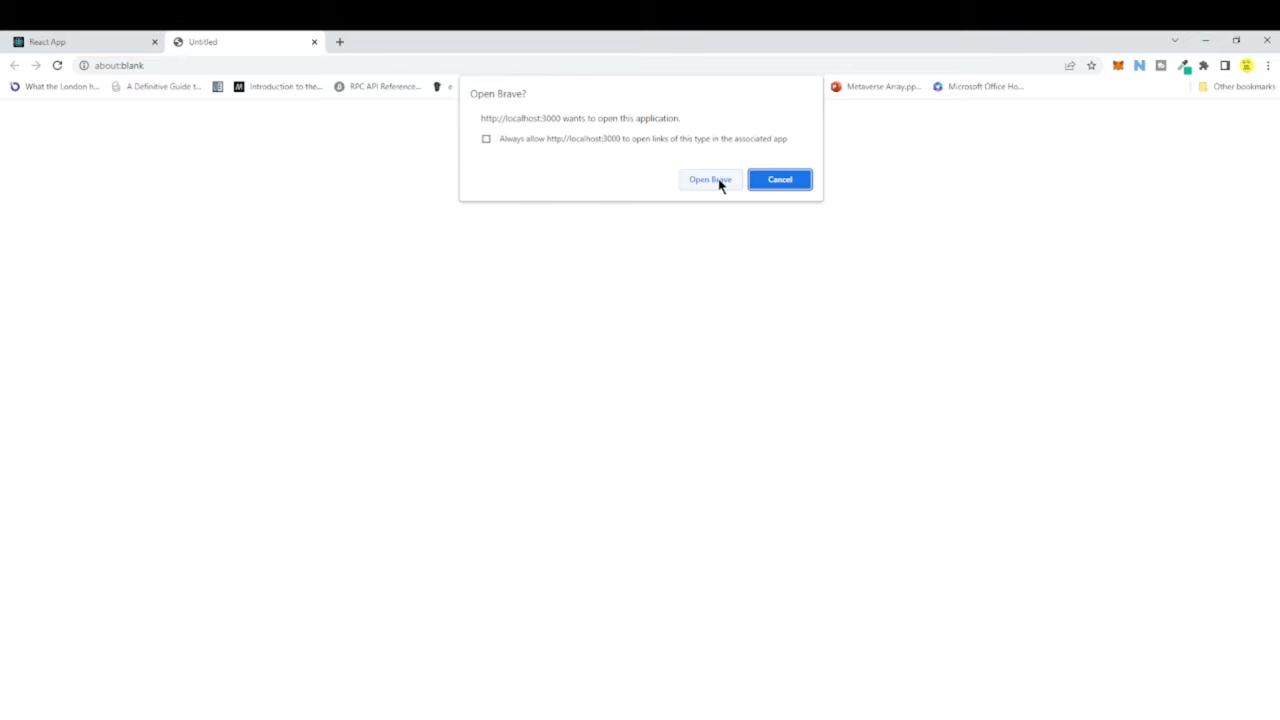 React App
Untitled
about:blank
What the London h...
A Definitive Guide t...
Introduction to the...
RPC API Reference...
e
Metaverse Array.pp...
Microsoft Office Ho...
Other bookmarks
Open Brave?
http://localhost:3000 wants to open this application.
Always allow http://localhost:3000 to open links of this type in the associated app
Open Brave
Cancel